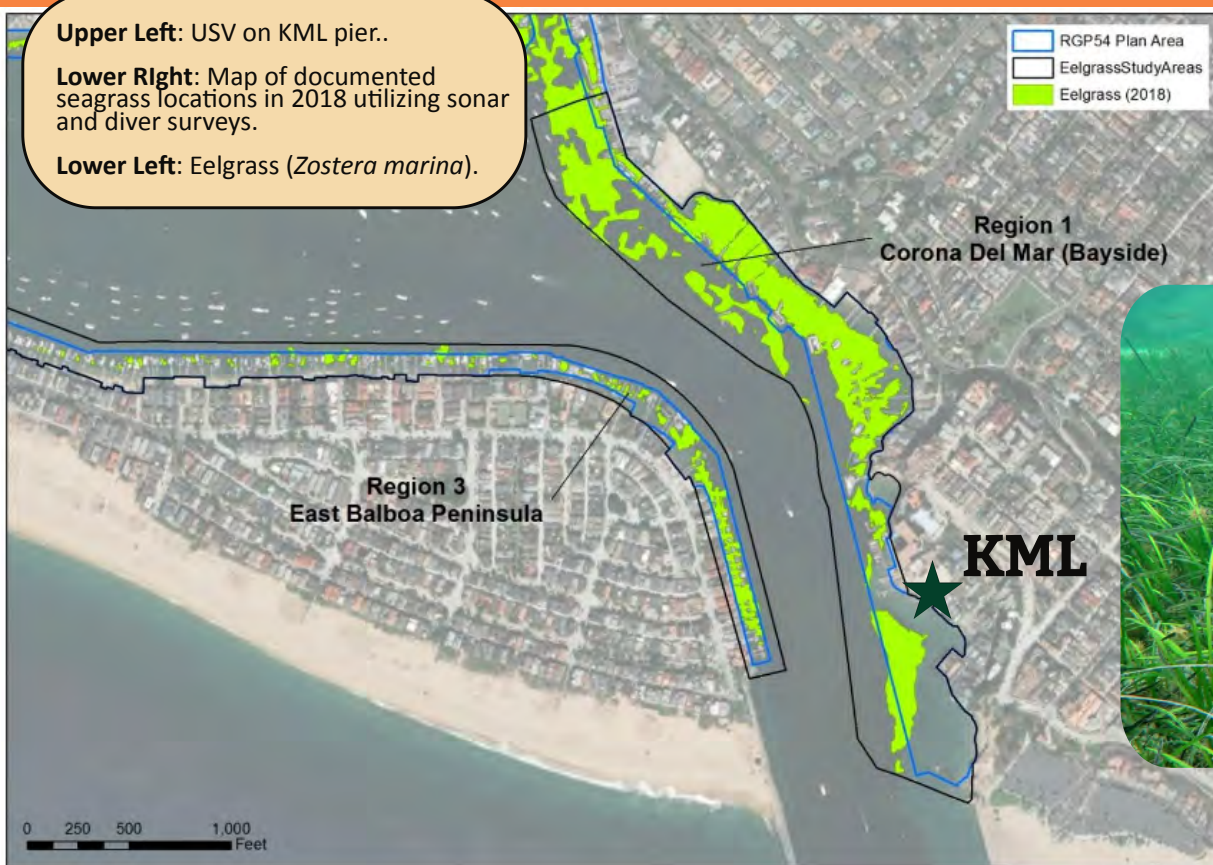 Upper Left: USV on KML pier..
Lower RIght: Map of documented
seagrass locations in 2018 utilizing sonar
and diver surveys.
Lower Left: Eelgrass (Zostera marina).
RGP54 Plan Area
EelgrassStudyAreas
Eelgrass (2018)
Region 1
Corona Del Mar (Bayside)
Region 3
East Balboa Peninsula
KML
0 250 500 1,000
Feet